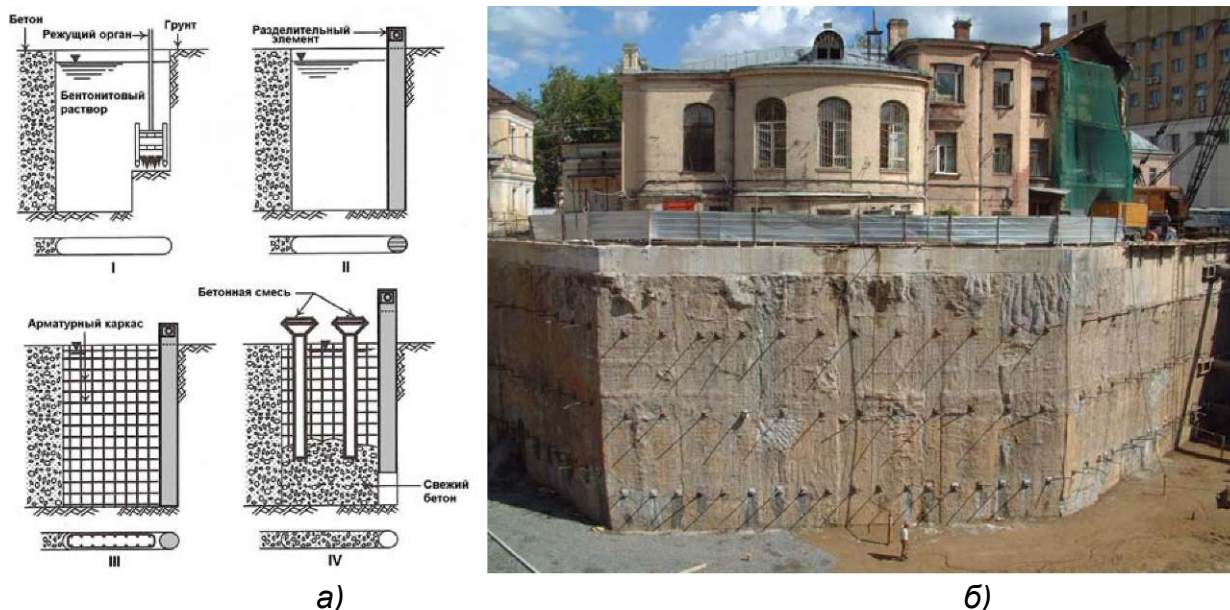 Бетон
Режущий орган
Грунт
Бентонитовый
раствор
I
Разделительный
элемент
II
Арматурный каркас
III
Бетонная смесь
Свежий
бетон
IV
а)
б)